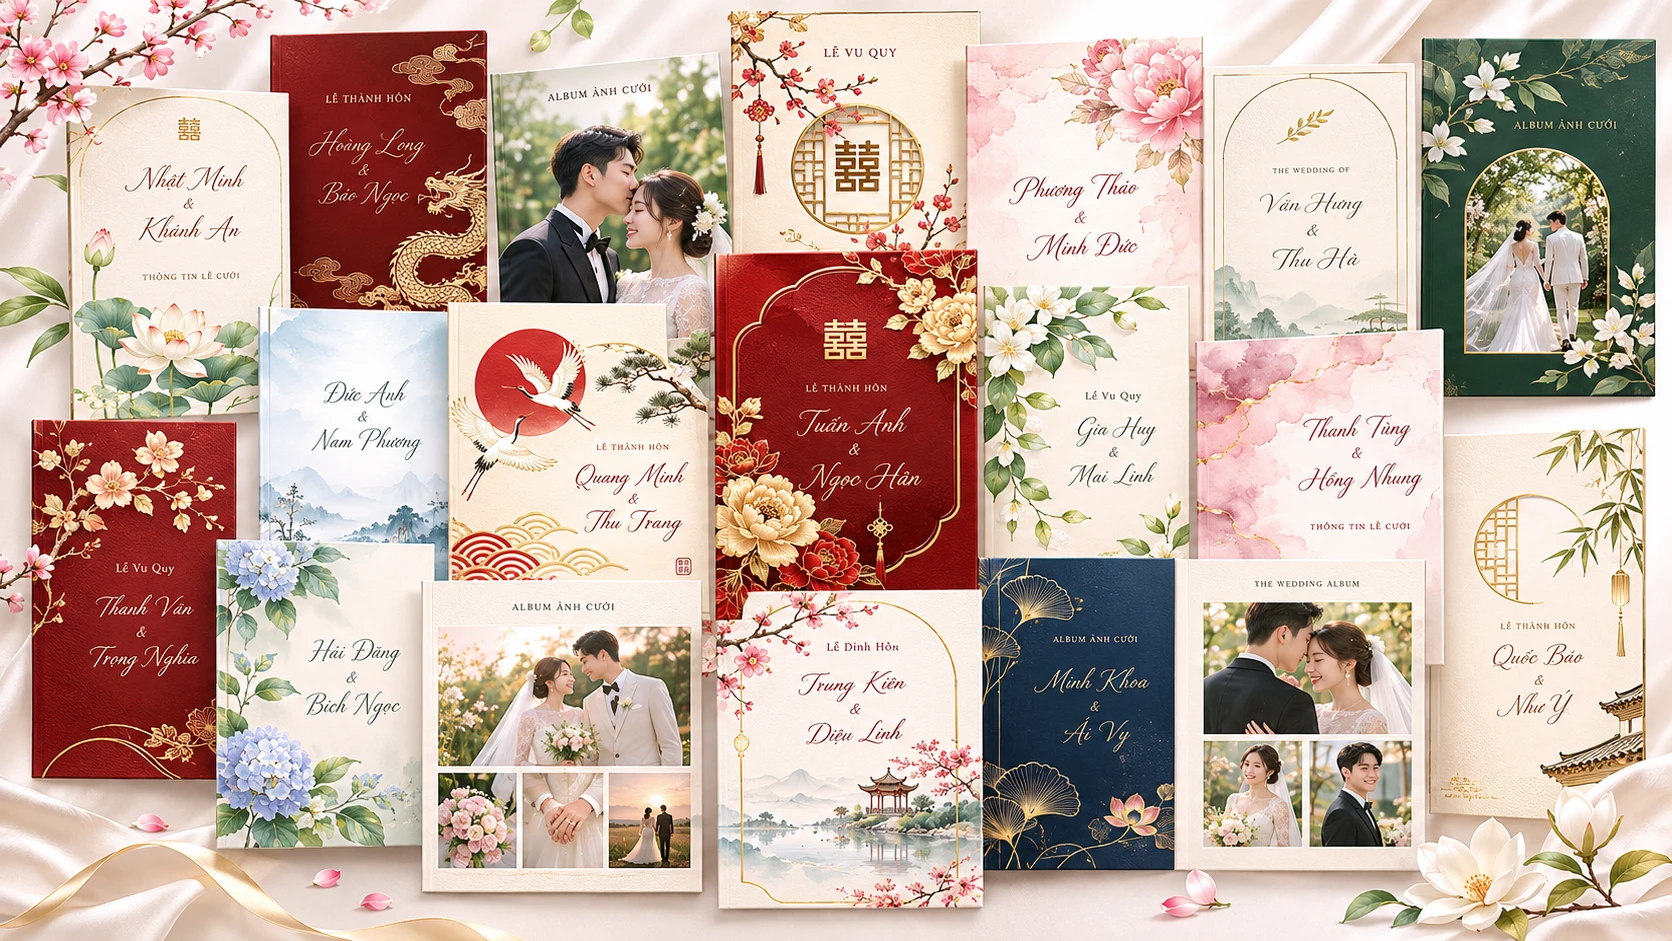 囍
Nhật Minh
&
Khánh An
THÔNG TIN LỄ CƯỚI
LỄ THÀNH HÔN
Hoàng Long
&
Bảo Ngọc
ALBUM ẢNH CƯỚI
LỄ VU QUY
囍
Phương Thảo
&
Minh Đức
THE WEDDING OF
Văn Hưng
&
Thu Hà
ALBUM ẢNH CƯỚI
Đức Anh
&
Nam Phương
LỄ THÀNH HÔN
Quang Minh
&
Thu Trang
囍
LỄ THÀNH HÔN
Tuấn Anh
&
Ngọc Hân
Lễ Vu Quy
Gia Huy
&
Mai Linh
Thanh Tùng
&
Hồng Nhung
THÔNG TIN LỄ CƯỚI
Lễ Vu Quy
Thanh Vân
&
Trọng Nghĩa
Hải Đăng
&
Bích Ngọc
ALBUM ẢNH CƯỚI
Lễ Đính Hôn
Trung Kiên
&
Diệu Linh
ALBUM ẢNH CƯỚI
Minh Khoa
&
Ái Vy
THE WEDDING ALBUM
LỄ THÀNH HÔN
Quốc Bảo
&
Như Ý